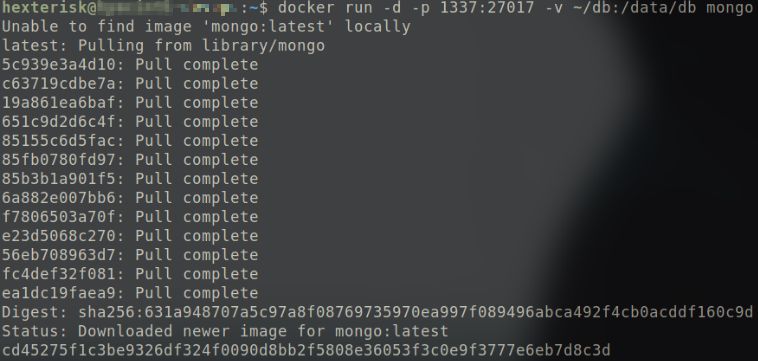 hexterisk@ :~$ docker run -d -p 1337:27017 -v ~/db:/data/db mongo
Unable to find image 'mongo:latest' locally
latest: Pulling from library/mongo
5c939e3a4d10: Pull complete
c63719cdbe7a: Pull complete
19a861ea6baf: Pull complete
651c9d2d6c4f: Pull complete
85155c6d5fac: Pull complete
85fb0780fd97: Pull complete
85b3b1a901f5: Pull complete
6a882e007bb6: Pull complete
f7806503a70f: Pull complete
e23d5068c270: Pull complete
56eb708963d7: Pull complete
fc4def32f081: Pull complete
ea1dc19faea9: Pull complete
Digest: sha256:631a948707a5c97a8f08769735970ea997f089496abca492f4cb0acddf160c9d
Status: Downloaded newer image for mongo:latest
cd45275f1c3be9326df324f0090d8bb2f5808e36053f3c0e9f3777e6eb7d8c3d